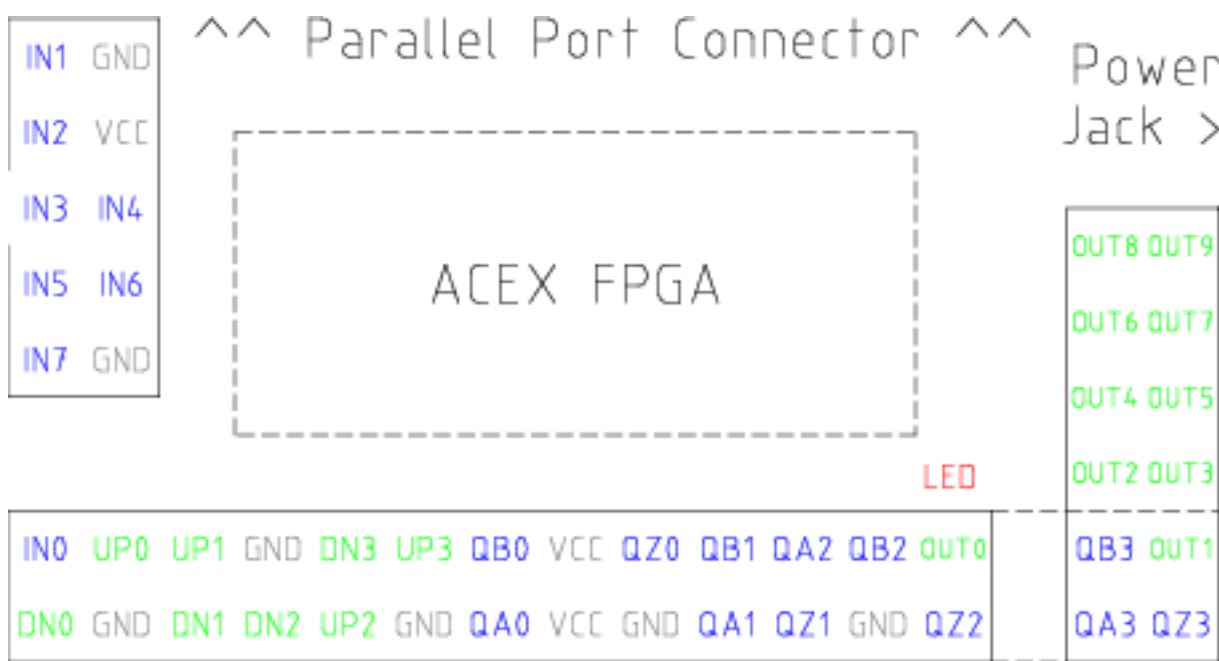 ^^ Parallel Port Connector ^^
Power
Jack >
IN1 GND
IN2 VCC
IN3 IN4
IN5 IN6
IN7 GND
ACEX FPGA
OUT8 OUT9
OUT6 OUT7
OUT4 OUT5
OUT2 OUT3
LED
IN0 UP0 UP1 GND DN3 UP3 QB0 VCC QZ0 QB1 QA2 QB2 OUT0
DN0 GND DN1 DN2 UP2 GND QA0 VCC GND QA1 QZ1 GND QZ2
QB3 OUT1
QA3 QZ3